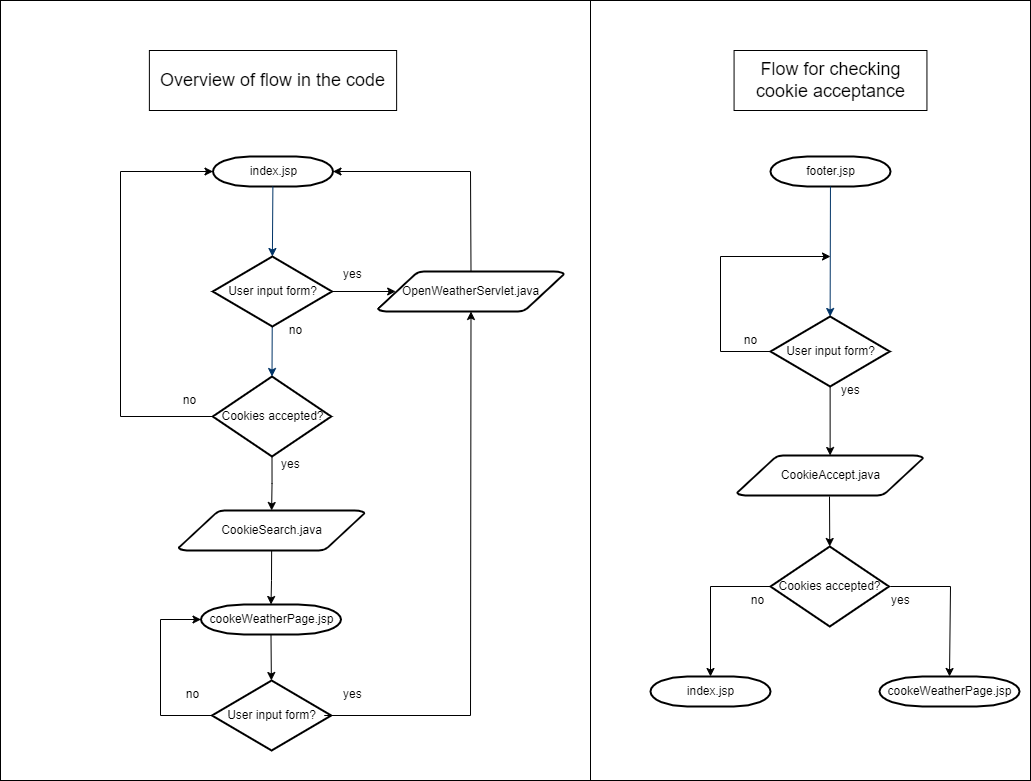 Overview of flow in the code
index.jsp
User input form?
yes
OpenWeatherServlet.java
no
no
Cookies accepted?
yes
CookieSearch.java
cookeWeatherPage.jsp
no
yes
User input form?
Flow for checking
cookie acceptance
footer.jsp
no
User input form?
yes
CookieAccept.java
Cookies accepted?
no
yes
index.jsp
cookeWeatherPage.jsp